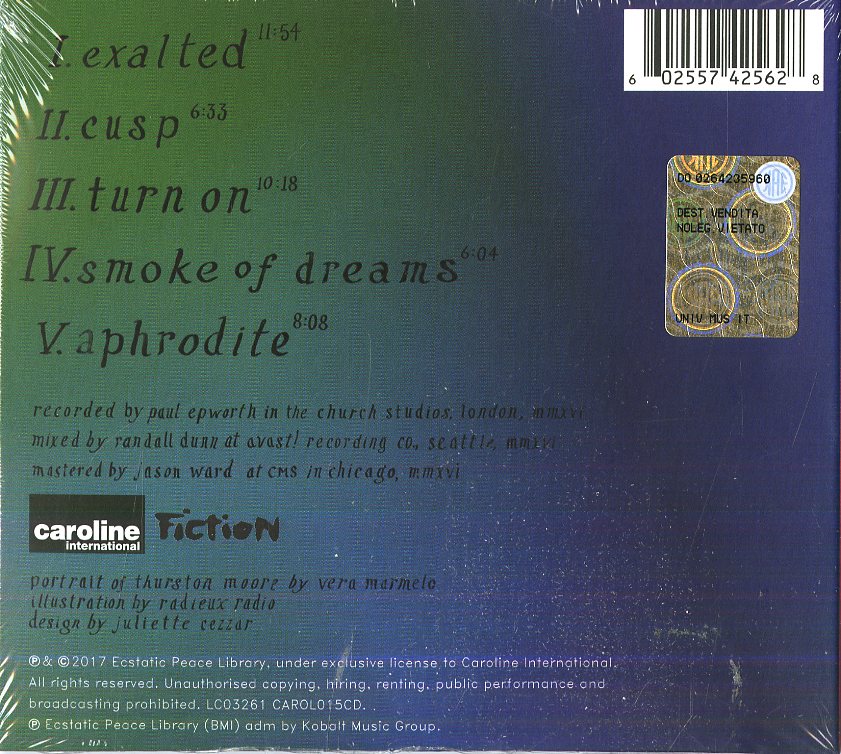 I. exalted 11:54
II. cusp 6:33
III. turn on 10:18
IV. smoke of dreams 6:04
V. aphrodite 8:08
6 02557 42562 8
DO 0264235960
DEST.VENDITA
NOLEG.VIETATO
UNIV MUS IT
recorded by paul epworth in the church studios, london, mmxvi
mixed by randall dunn at avast! recording co., seattle, mmxvi
mastered by jason ward at CMS in chicago, mmxvi
caroline
international
Fiction
portrait of thurston moore by vera marmelo
illustration by radieux radio
design by juliette cezzar
℗ & © 2017 Ecstatic Peace Library, under exclusive license to Caroline International.
All rights reserved. Unauthorised copying, hiring, renting, public performance and
broadcasting prohibited. LC03261 CAROL015CD.
℗ Ecstatic Peace Library (BMI) adm by Kobalt Music Group.